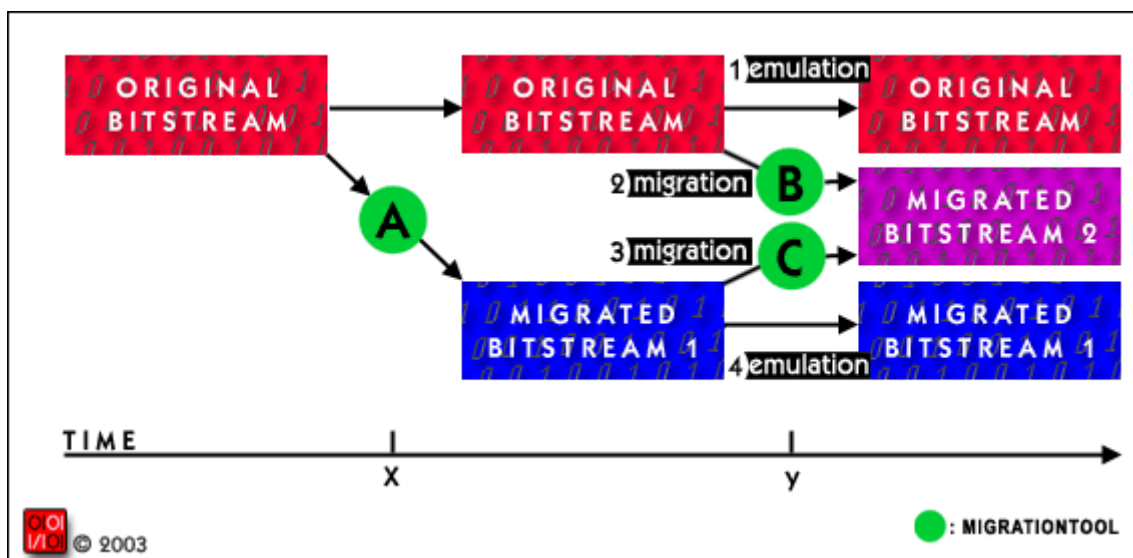 ORIGINAL
BITSTREAM
ORIGINAL
BITSTREAM
1 emulation
ORIGINAL
BITSTREAM
A
2 migration
B
MIGRATED
BITSTREAM 2
3 migration
C
MIGRATED
BITSTREAM 1
4 emulation
MIGRATED
BITSTREAM 1
TIME
X
y
© 2003
: MIGRATIONTOOL